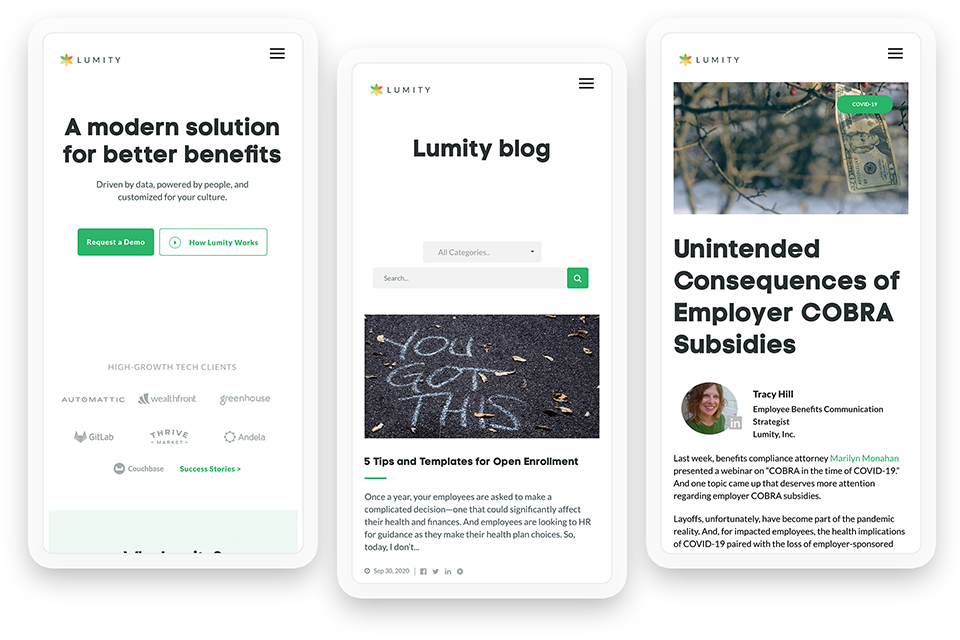 LUMITY
A modern solution
for better benefits
Driven by data, powered by people, and
customized for your culture.
Request a Demo
How Lumity Works
HIGH-GROWTH TECH CLIENTS
AUTOMATTIC
wealthfront
greenhouse
GitLab
THRIVE
MARKET
Andela
Couchbase
Success Stories >
LUMITY
Lumity blog
All Categories..
Search...
YOU
GOT
THIS
5 Tips and Templates for Open Enrollment
Once a year, your employees are asked to make a
complicated decision—one that could significantly affect
their health and finances. And employees are looking to HR
for guidance as they make their health plan choices. So,
today, I don't...
Sep 30, 2020
in
LUMITY
COVID-19
Unintended
Consequences of
Employer COBRA
Subsidies
in
Tracy Hill
Employee Benefits Communication
Strategist
Lumity, Inc.
Last week, benefits compliance attorney Marilyn Monahan
presented a webinar on “COBRA in the time of COVID-19.”
And one topic came up that deserves more attention
regarding employer COBRA subsidies.
Layoffs, unfortunately, have become part of the pandemic
reality. And, for impacted employees, the health implications
of COVID-19 paired with the loss of employer-sponsored